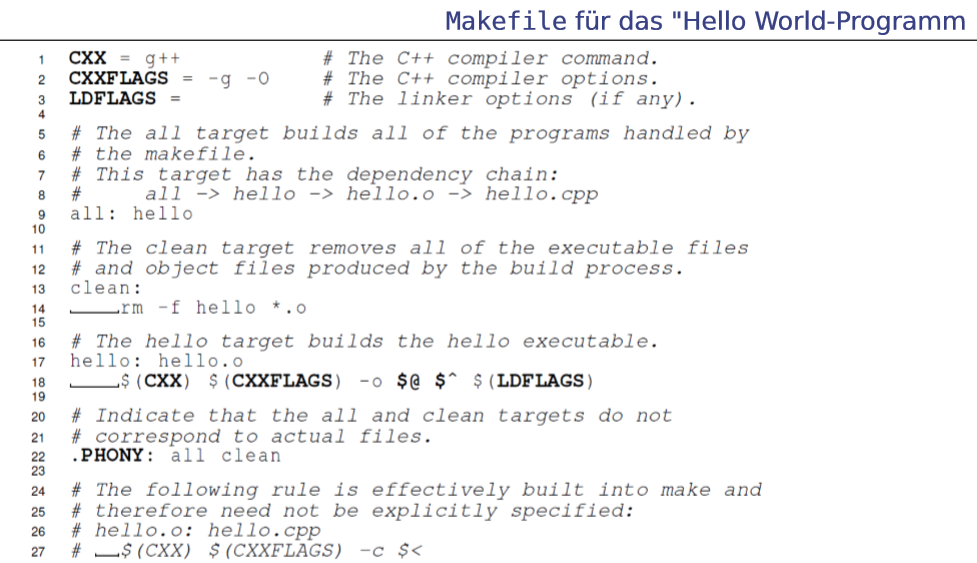 Makefile für das "Hello World-Programm
1 CXX = g++ # The C++ compiler command.
2 CXXFLAGS = -g -O # The C++ compiler options.
3 LDFLAGS = # The linker options (if any).
4
5 # The all target builds all of the programs handled by
6 # the makefile.
7 # This target has the dependency chain:
8 # all -> hello -> hello.o -> hello.cpp
9 all: hello
10
11 # The clean target removes all of the executable files
12 # and object files produced by the build process.
13 clean:
14 rm -f hello *.o
15
16 # The hello target builds the hello executable.
17 hello: hello.o
18 $(CXX) $(CXXFLAGS) -o $@ $^ $(LDFLAGS)
19
20 # Indicate that the all and clean targets do not
21 # correspond to actual files.
22 .PHONY: all clean
23
24 # The following rule is effectively built into make and
25 # therefore need not be explicitly specified:
26 # hello.o: hello.cpp
27 # $(CXX) $(CXXFLAGS) -c $<